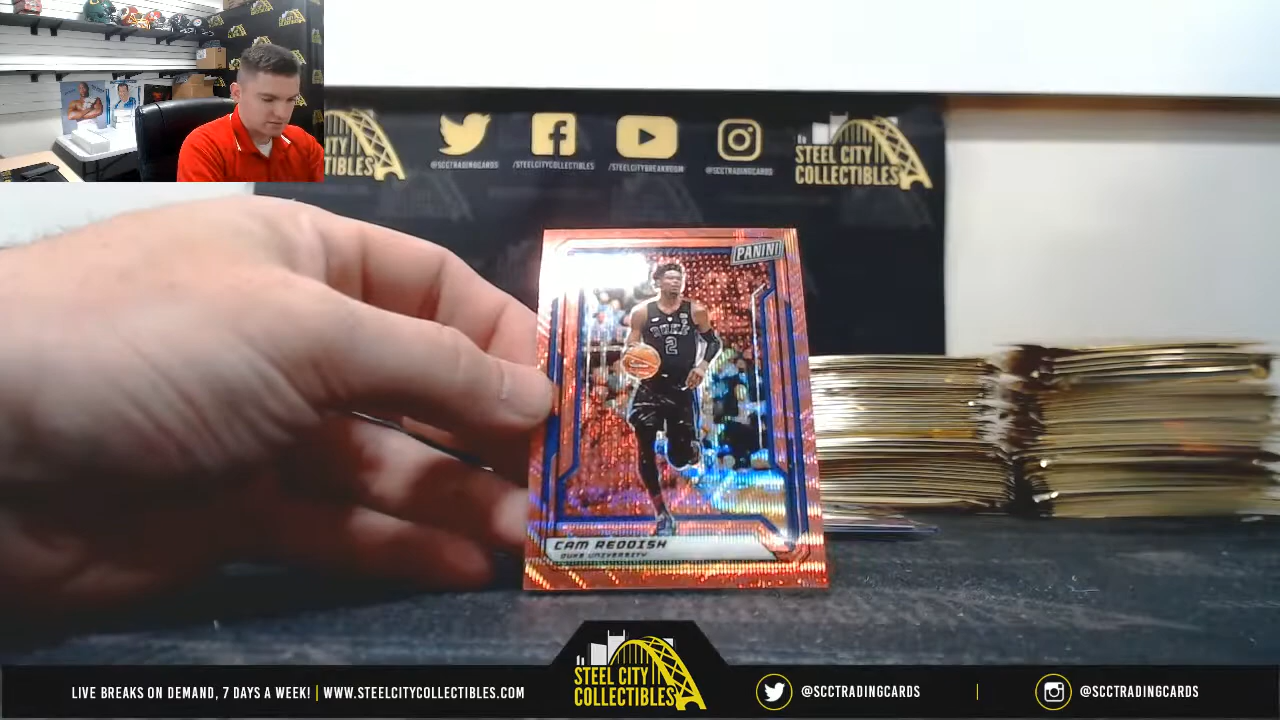 CITY
COLLECTIBLES
@SCCTRADINGCARDS
/STEELCITYCOLLECTIBLES
/STEELCITYBREAKROOM
@SCCTRADINGCARDS
STEEL CITY
COLLECTIBLES
PANINI
DUKE
2
CAM REDDISH
DUKE UNIVERSITY
LIVE BREAKS ON DEMAND, 7 DAYS A WEEK! | WWW.STEELCITYCOLLECTIBLES.COM
STEEL CITY
COLLECTIBLES
@SCCTRADINGCARDS
@SCCTRADINGCARDS